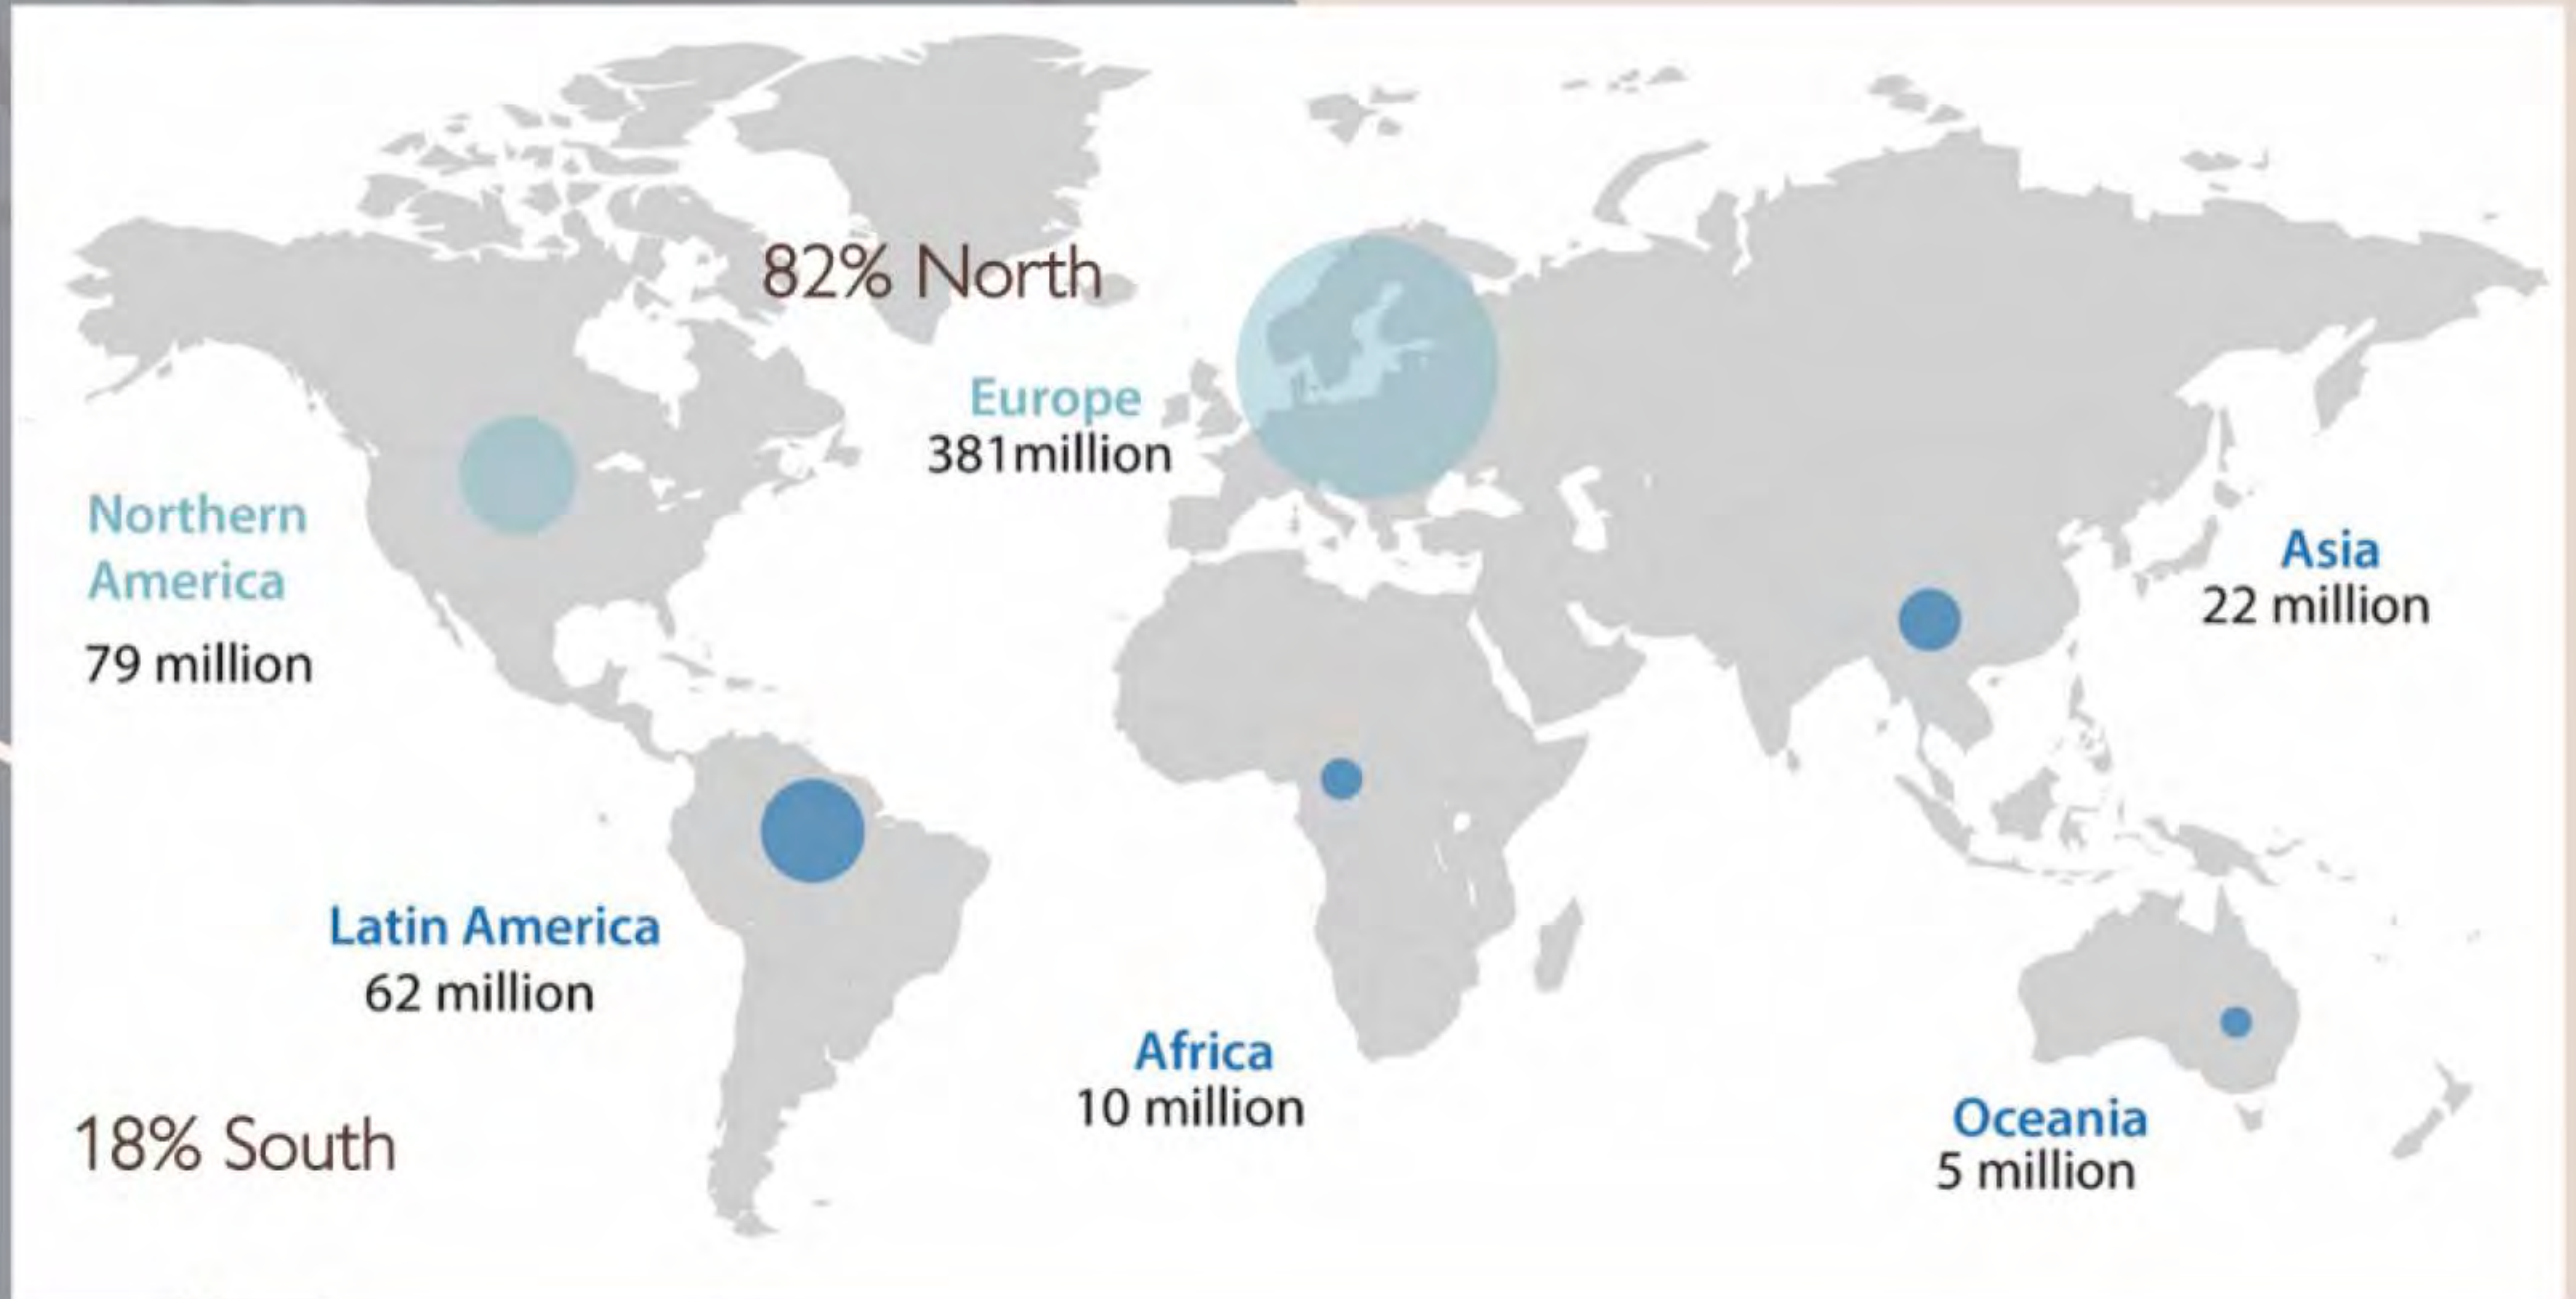 82% North
Europe
381million
Northern
America
79 million
Asia
22 million
Latin America
62 million
Africa
10 million
Oceania
5 million
18% South